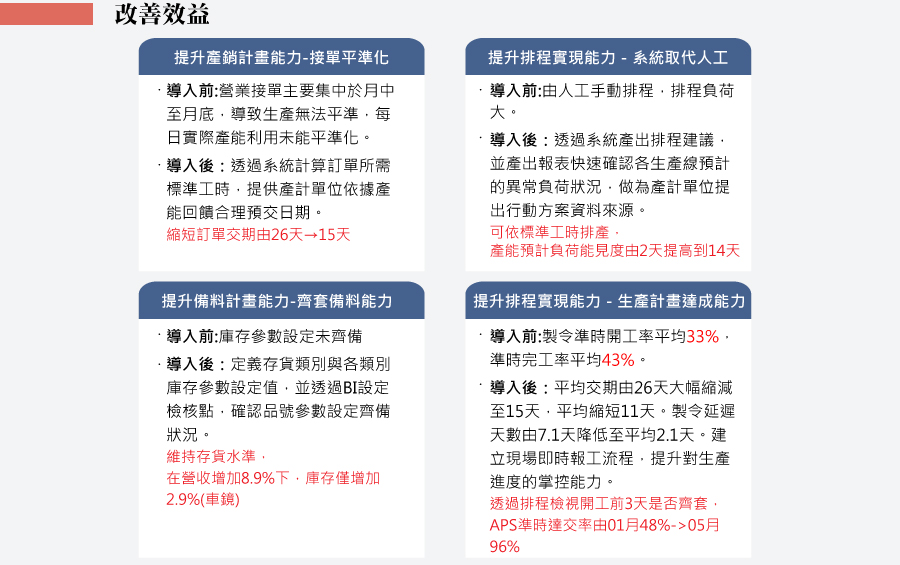 改善效益
提升產銷計畫能力-接單平準化
· 導入前:營業接單主要集中於月中
至月底，導致生產無法平準，每
日實際產能利用未能平準化。
· 導入後：透過系統計算訂單所需
標準工時，提供產計單位依據產
能回饋合理預交日期。
縮短訂單交期由26天→15天
提升排程實現能力 - 系統取代人工
· 導入前:由人工手動排程，排程負荷
大。
· 導入後：透過系統產出排程建議，
並產出報表快速確認各生產線預計
的異常負荷狀況，做為產計單位提
出行動方案資料來源。
可依標準工時排產，
產能預計負荷能見度由2天提高到14天
提升備料計畫能力-齊套備料能力
· 導入前:庫存參數設定未齊備
· 導入後：定義存貨類別與各類別
庫存參數設定值，並透過BI設定
檢核點，確認品號參數設定齊備
狀況。
維持存貨水準，
在營收增加8.9%下，庫存僅增加
2.9%(車鏡)
提升排程實現能力 - 生產計畫達成能力
· 導入前:製令準時開工率平均33%，
準時完工率平均43%。
· 導入後：平均交期由26天大幅縮減
至15天，平均縮短11天。製令延遲
天數由7.1天降低至平均2.1天。建
立現場即時報工流程，提升對生產
進度的掌控能力。
透過排程檢視開工前3天是否齊套，
APS準時達交率由01月48%->05月
96%